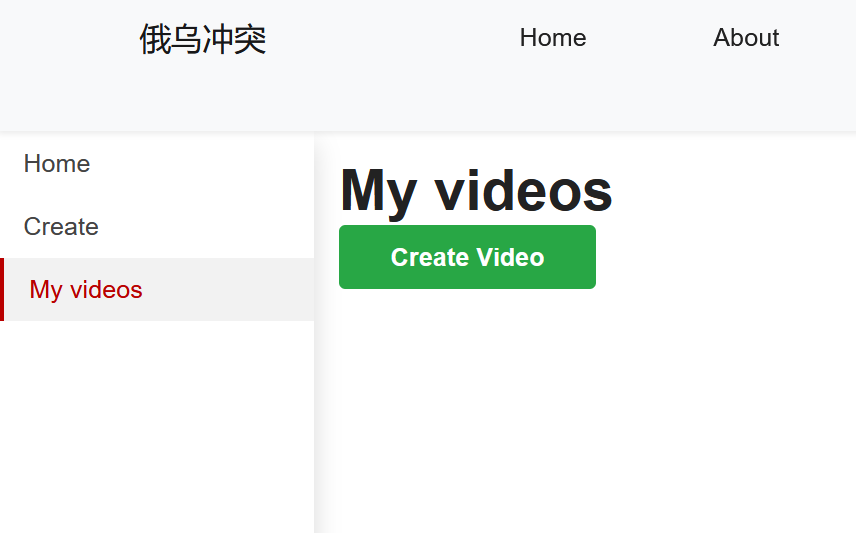 俄乌冲突
Home
About
Home
Create
My videos
My videos
Create Video